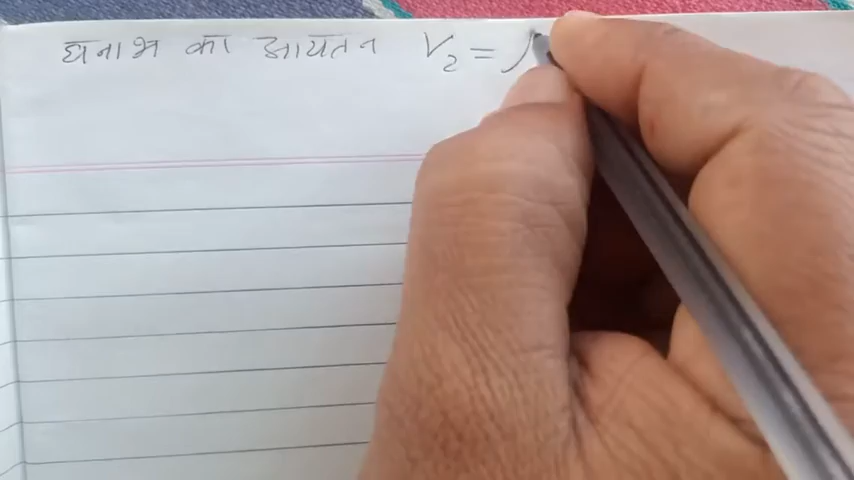 घनाभ का आयतन V₂ =